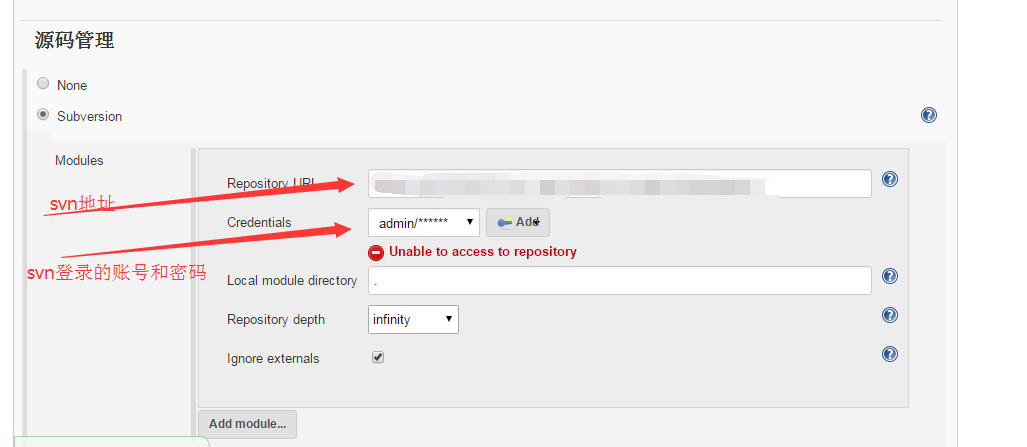 源码管理
None
Subversion
Modules
Repository URL
svn地址
Credentials
admin/******
Add
svn登录的账号和密码
Unable to access to repository
Local module directory
.
Repository depth
infinity
Ignore externals
Add module...